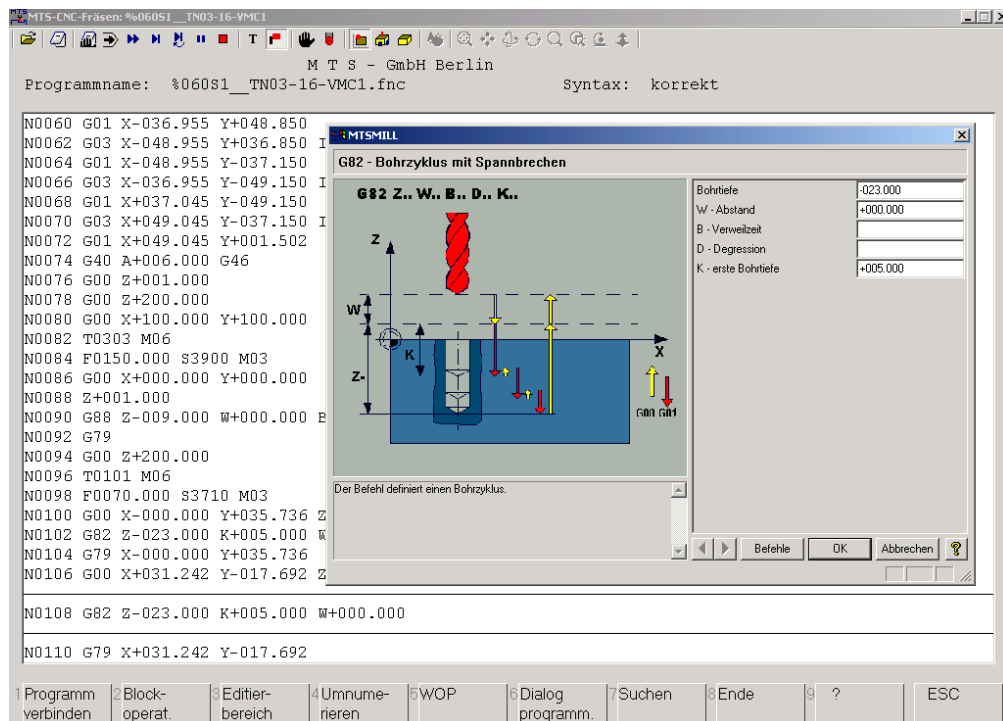 MTS-CNC-Fräsen: %060S1__TN03-16-VMC1
T
M T S - GmbH Berlin
Programmname: %060S1__TN03-16-VMC1.fnc Syntax: korrekt
N0060 G01 X-036.955 Y+048.850
N0062 G03 X-048.955 Y+036.850 I
N0064 G01 X-048.955 Y-037.150
N0066 G03 X-036.955 Y-049.150 I
N0068 G01 X+037.045 Y-049.150
N0070 G03 X+049.045 Y-037.150 I
N0072 G01 X+049.045 Y+001.502
N0074 G40 A+006.000 G46
N0076 G00 Z+001.000
N0078 G00 Z+200.000
N0080 G00 X+100.000 Y+100.000
N0082 T0303 M06
N0084 F0150.000 S3900 M03
N0086 G00 X+000.000 Y+000.000
N0088 Z+001.000
N0090 G88 Z-009.000 W+000.000 B
N0092 G79
N0094 G00 Z+200.000
N0096 T0101 M06
N0098 F0070.000 S3710 M03
N0100 G00 X-000.000 Y+035.736 Z
N0102 G82 Z-023.000 K+005.000 W
N0104 G79 X-000.000 Y+035.736
N0106 G00 X+031.242 Y-017.692 Z
N0108 G82 Z-023.000 K+005.000 W+000.000
N0110 G79 X+031.242 Y-017.692
MTSMILL
G82 - Bohrzyklus mit Spannbrechen
G82 Z.. W.. B.. D.. K..
Z
W
K
X
Z-
G00 G01
Der Befehl definiert einen Bohrzyklus.
Bohrtiefe -023.000
W - Abstand +000.000
B - Verweilzeit
D - Degression
K - erste Bohrtiefe +005.000
Befehle OK Abbrechen ?
1 Programm verbinden
2 Block- operat.
3 Editier- bereich
4 Umnume- rieren
5 WOP
6 Dialog programm.
7 Suchen
8 Ende
9 ?
ESC